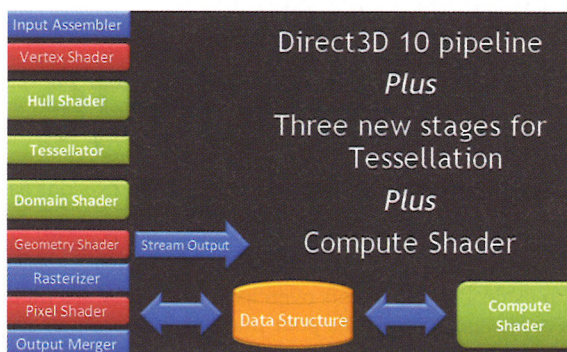 Input Assembler
Vertex Shader
Hull Shader
Tessellator
Domain Shader
Geometry Shader
Stream Output
Rasterizer
Pixel Shader
Output Merger
Direct3D 10 pipeline
Plus
Three new stages for
Tessellation
Plus
Compute Shader
Data Structure
Compute
Shader